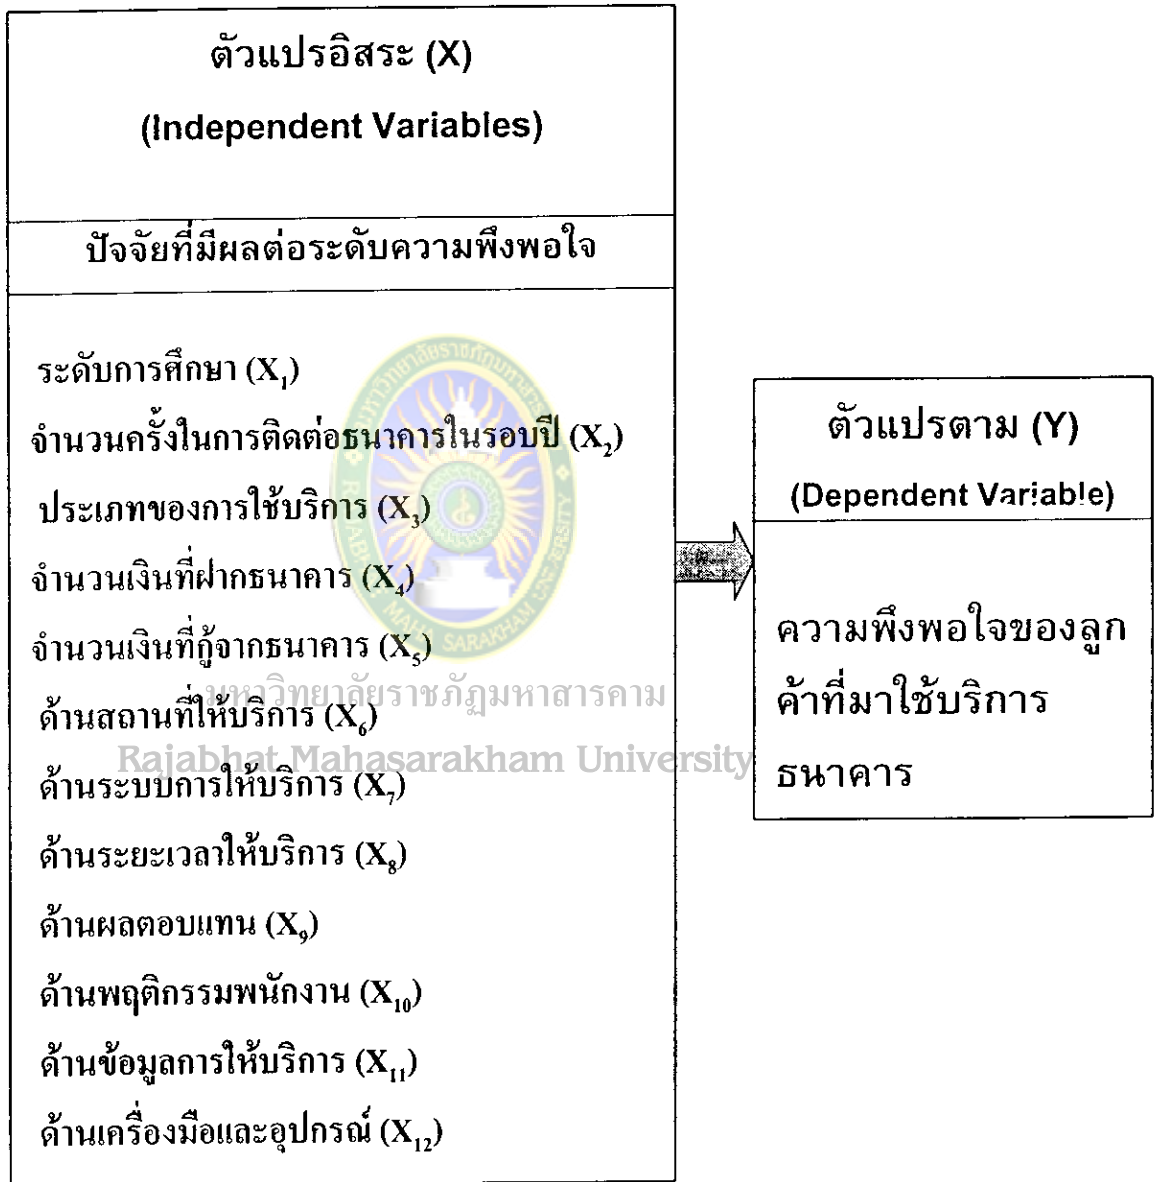 ตัวแปรอิสระ (X)
(Independent Variables)
ปัจจัยที่มีผลต่อระดับความพึงพอใจ
ระดับการศึกษา (X₁)
จำนวนครั้งในการติดต่อธนาคารในรอบปี (X₂)
ประเภทของการใช้บริการ (X₃)
จำนวนเงินที่ฝากธนาคาร (X₄)
จำนวนเงินที่กู้จากธนาคาร (X₅)
มหาวิทยาลัยราชภัฏมหาสารคาม
ด้านสถานที่ให้บริการ (X₆)
Rajabhat Mahasarakham University
ด้านระบบการให้บริการ (X₇)
ด้านระยะเวลาให้บริการ (X₈)
ด้านผลตอบแทน (X₉)
ด้านพฤติกรรมพนักงาน (X₁₀)
ด้านข้อมูลการให้บริการ (X₁₁)
ด้านเครื่องมือและอุปกรณ์ (X₁₂)
ตัวแปรตาม (Y)
(Dependent Variable)
ความพึงพอใจของลูก
ค้าที่มาใช้บริการ
ธนาคาร